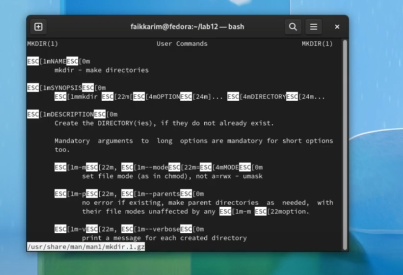 faikkarim@fedora:~/lab12 — bash
MKDIR(1) User Commands MKDIR(1)
ESC[1mNAMEESC[0m
mkdir - make directories
ESC[1mSYNOPSISESC[0m
ESC[1mmkdir ESC[22m[ESC[4mOPTIONESC[24m]... ESC[4mDIRECTORYESC[24m...
ESC[1mDESCRIPTIONESC[0m
Create the DIRECTORY(ies), if they do not already exist.
Mandatory arguments to long options are mandatory for short options
too.
ESC[1m-mESC[22m, ESC[1m--modeESC[22m=ESC[4mMODEESC[0m
set file mode (as in chmod), not a=rwx - umask
ESC[1m-pESC[22m, ESC[1m--parentsESC[0m
no error if existing, make parent directories as needed, with
their file modes unaffected by any ESC[1m-m ESC[22moption.
ESC[1m-vESC[22m, ESC[1m--verboseESC[0m
print a message for each created directory
/usr/share/man/man1/mkdir.1.gz